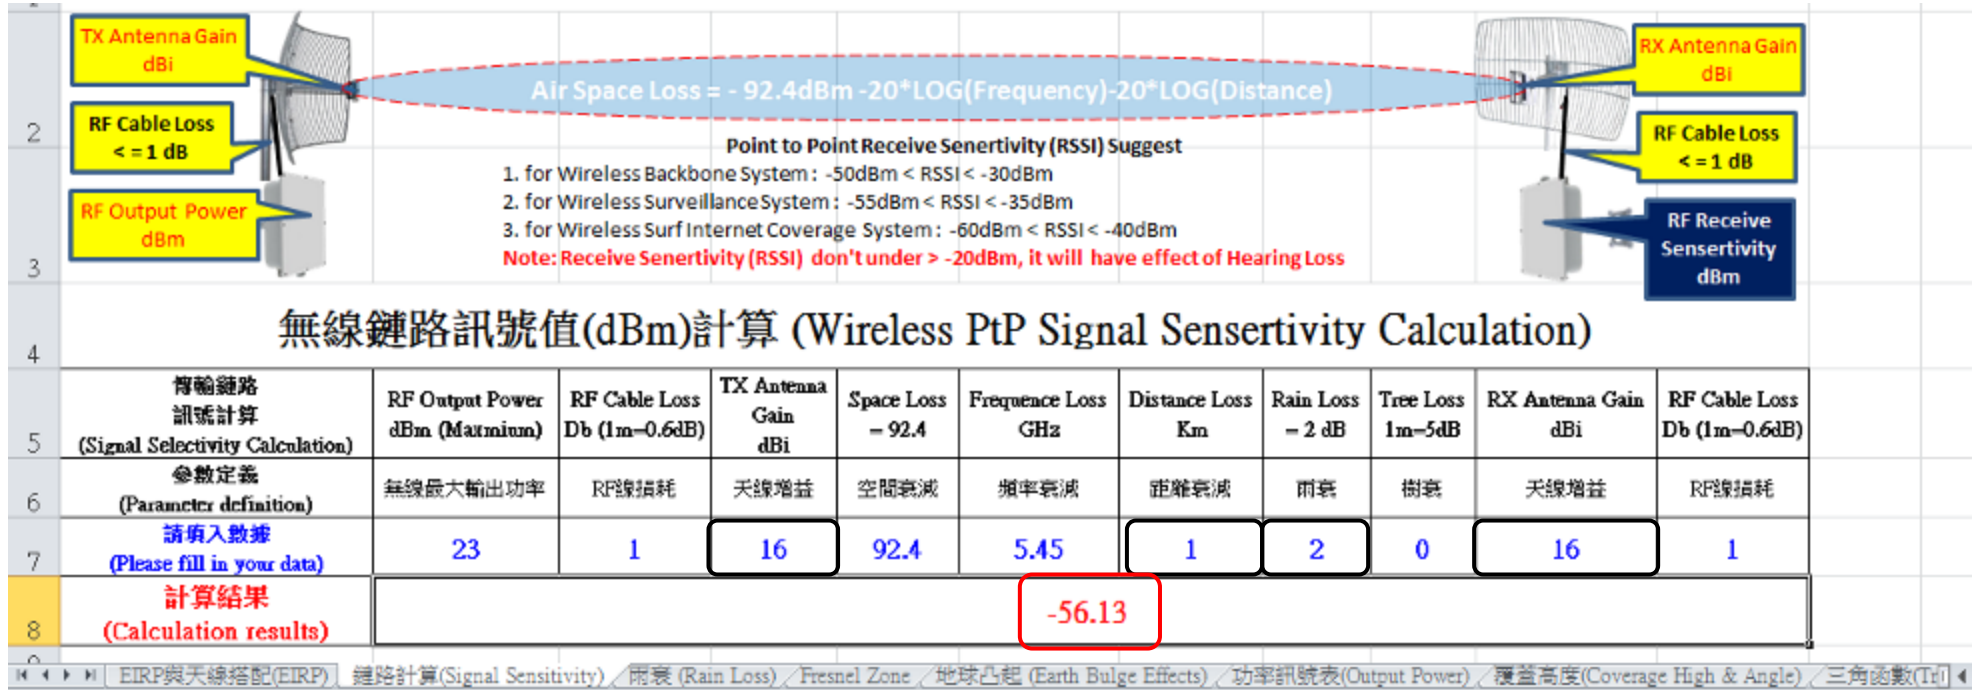 TX Antenna Gain
dBi
RX Antenna Gain
dBi
Air Space Loss = - 92.4dBm -20*LOG(Frequency)-20*LOG(Distance)
RF Cable Loss
< = 1 dB
RF Cable Loss
< = 1 dB
2
Point to Point Receive Senertivity (RSSI) Suggest
1. for Wireless Backbone System : -50dBm < RSSI < -30dBm
2. for Wireless Surveillance System : -55dBm < RSSI < -35dBm
3. for Wireless Surf Internet Coverage System : -60dBm < RSSI < -40dBm
Note: Receive Senertivity (RSSI) don't under > -20dBm, it will have effect of Hearing Loss
RF Output Power
dBm
RF Receive
Sensertivity
dBm
3
無線鏈路訊號值(dBm)計算 (Wireless PtP Signal Sensertivity Calculation)
4
傳輸鏈路
訊號計算
(Signal Selectivity Calculation)
RF Output Power
dBm (Maxmium)
RF Cable Loss
Db (1m=0.6dB)
TX Antenna
Gain
dBi
Space Loss
= 92.4
Frequence Loss
GHz
Distance Loss
Km
Rain Loss
= 2 dB
Tree Loss
1m=5dB
RX Antenna Gain
dBi
RF Cable Loss
Db (1m=0.6dB)
5
參數定義
(Parameter definition)
無線最大輸出功率
RF線損耗
天線增益
空間衰減
頻率衰減
距離衰減
雨衰
樹衰
天線增益
RF線損耗
6
請填入數據
(Please fill in your data)
23
1
16
92.4
5.45
1
2
0
16
1
7
計算結果
(Calculation results)
-56.13
8
EIRP與天線搭配(EIRP) 鏈路計算(Signal Sensitivity) 雨衰 (Rain Loss) Fresnel Zone 地球凸起 (Earth Bulge Effects) 功率訊號表(Output Power) 覆蓋高度(Coverage High & Angle) 三角函數(Tri